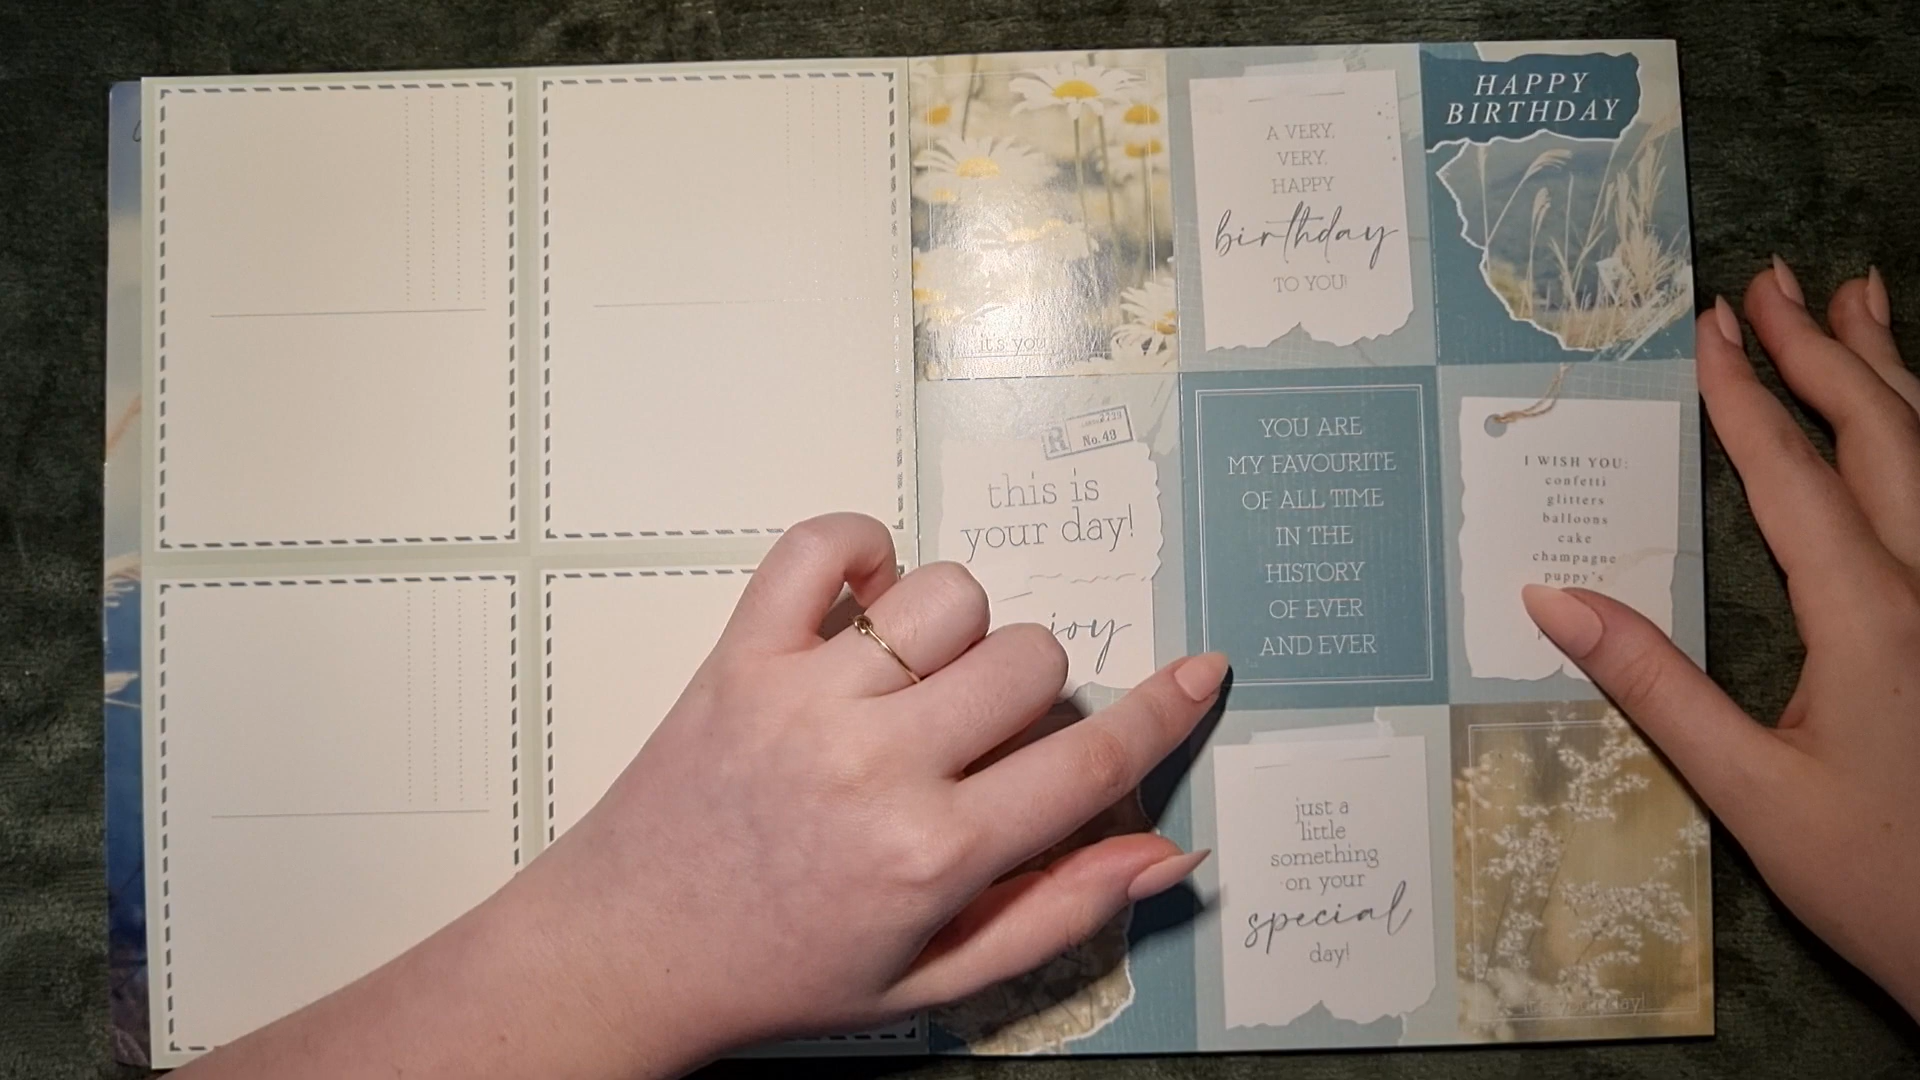 it's you
A VERY,
VERY,
HAPPY
birthday
TO YOU!
HAPPY
BIRTHDAY
R
No. 43
this is
your day!
joy
YOU ARE
MY FAVOURITE
OF ALL TIME
IN THE
HISTORY
OF EVER
AND EVER
I WISH YOU:
confetti
glitters
balloons
cake
champagne
puppy's
just a
little
something
on your
special
day!
it's your day!